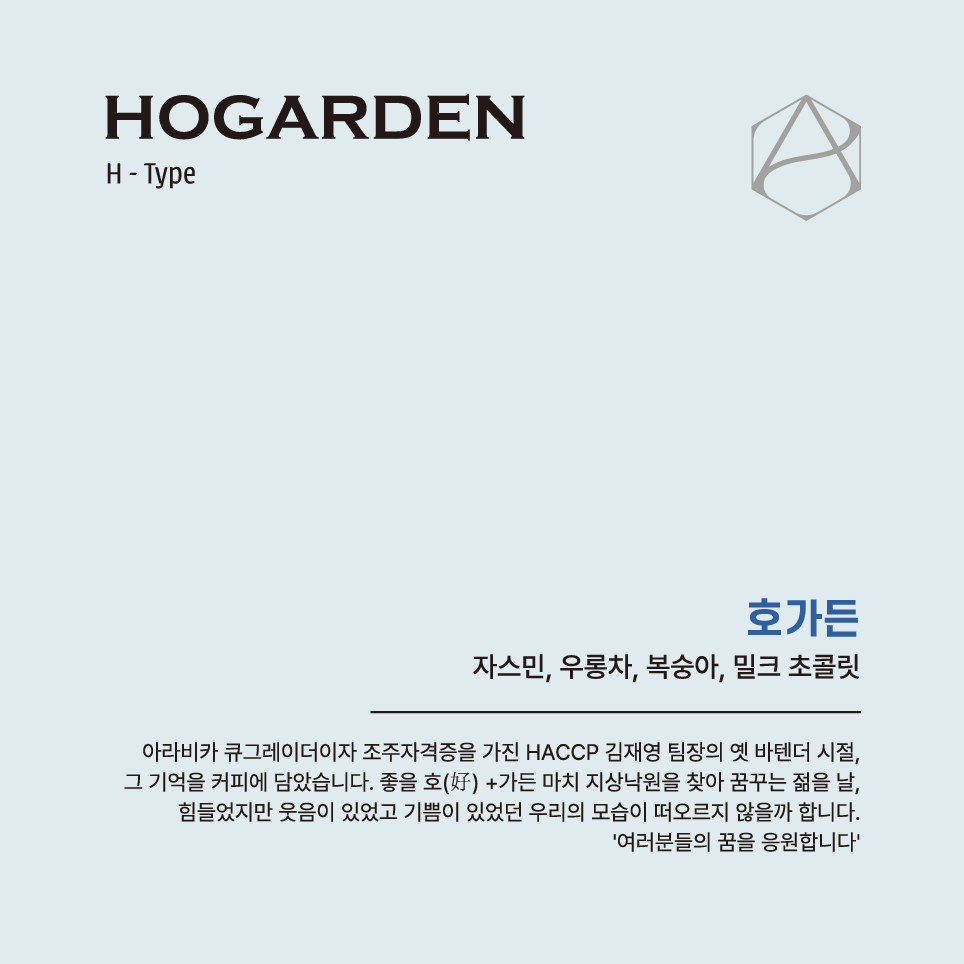 HOGARDEN
H - Type
호가든
자스민, 우롱차, 복숭아, 밀크 초콜릿
아라비카 큐그레이더이자 조주자격증을 가진 HACCP 김재영 팀장의 옛 바텐더 시절,
그 기억을 커피에 담았습니다. 좋을 호(好) +가든 마치 지상낙원을 찾아 꿈꾸는 젊을 날,
힘들었지만 웃음이 있었고 기쁨이 있었던 우리의 모습이 떠오르지 않을까 합니다.
'여러분들의 꿈을 응원합니다'